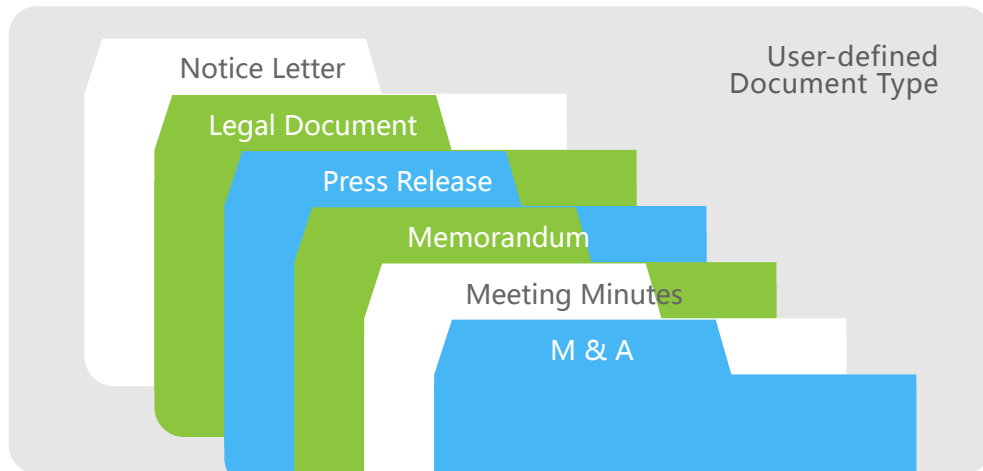 User-defined
Document Type
Notice Letter
Legal Document
Press Release
Memorandum
Meeting Minutes
M & A